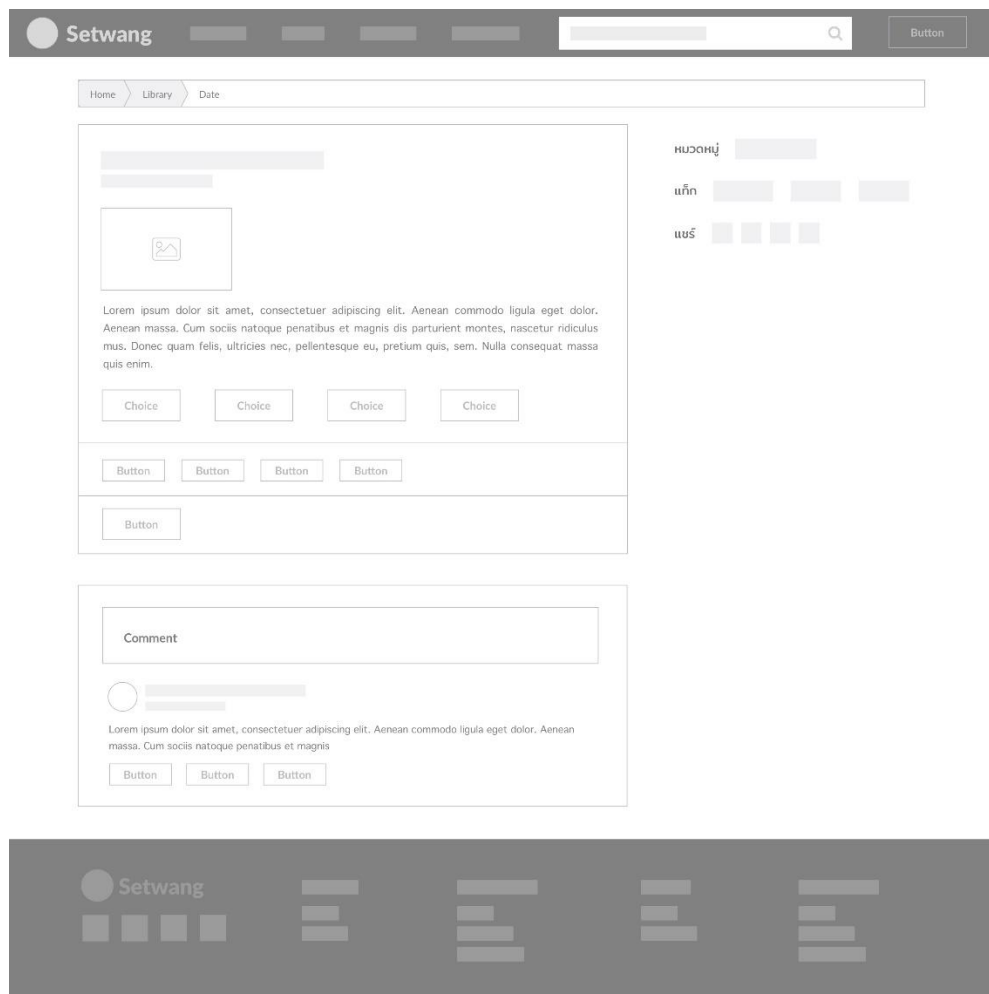 Setwang
Button
Home Library Date
หมวดหมู่
แท็ก
แชร์
Lorem ipsum dolor sit amet, consectetuer adipiscing elit. Aenean commodo ligula eget dolor.
Aenean massa. Cum sociis natoque penatibus et magnis dis parturient montes, nascetur ridiculus
mus. Donec quam felis, ultricies nec, pellentesque eu, pretium quis, sem. Nulla consequat massa
quis enim.
Choice Choice Choice Choice
Button Button Button Button
Button
Comment
Lorem ipsum dolor sit amet, consectetuer adipiscing elit. Aenean commodo ligula eget dolor. Aenean
massa. Cum sociis natoque penatibus et magnis
Button Button Button
Setwang